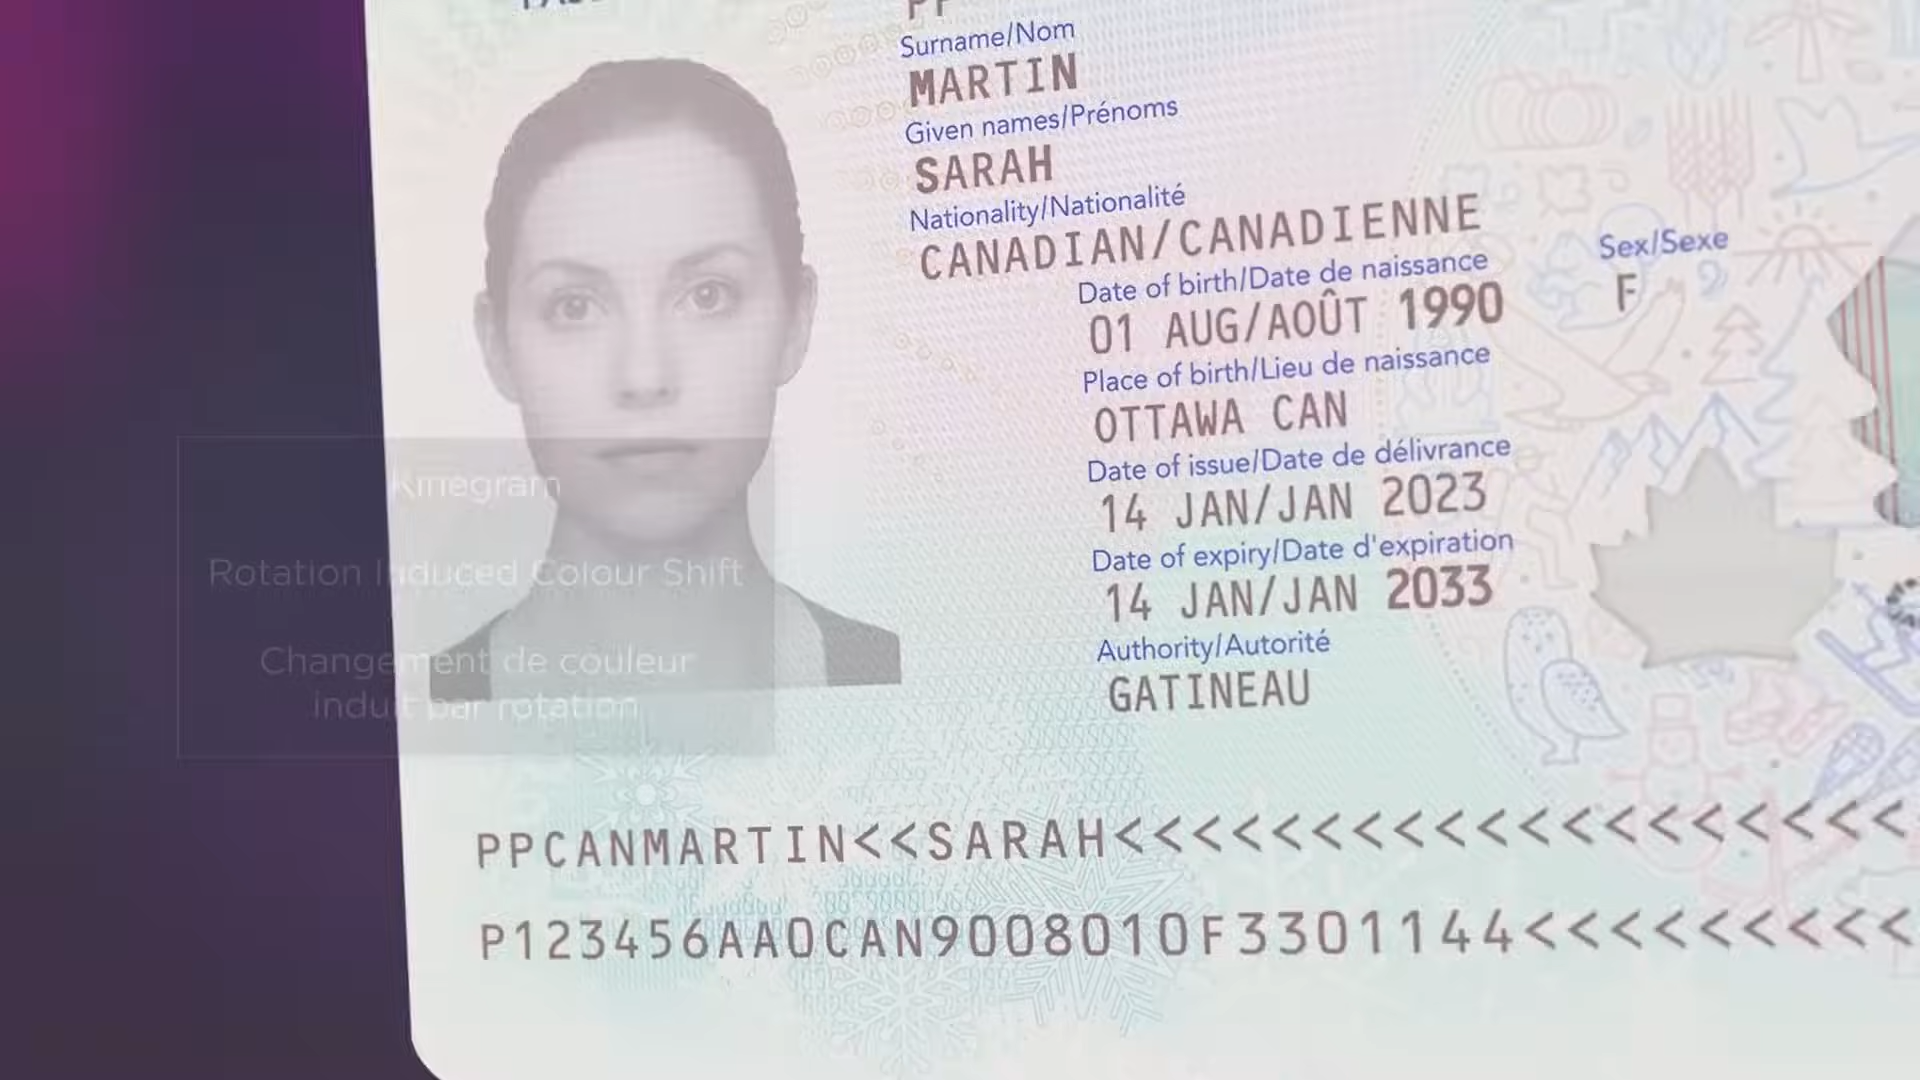 Surname/Nom
MARTIN
Given names/Prénoms
SARAH
Nationality/Nationalité
CANADIAN/CANADIENNE
Date of birth/Date de naissance
01 AUG/AOÛT 1990
Sex/Sexe
F
Place of birth/Lieu de naissance
OTTAWA CAN
Date of issue/Date de délivrance
14 JAN/JAN 2023
Date of expiry/Date d'expiration
14 JAN/JAN 2033
Authority/Autorité
GATINEAU
Kinegram
Rotation Induced Colour Shift
Changement de couleur
induit par rotation
PPCANMARTIN<<SARAH<<<<<<<<<<<<<<<<<<<
P123456AA0CAN9008010F3301144<<<<<<<<<